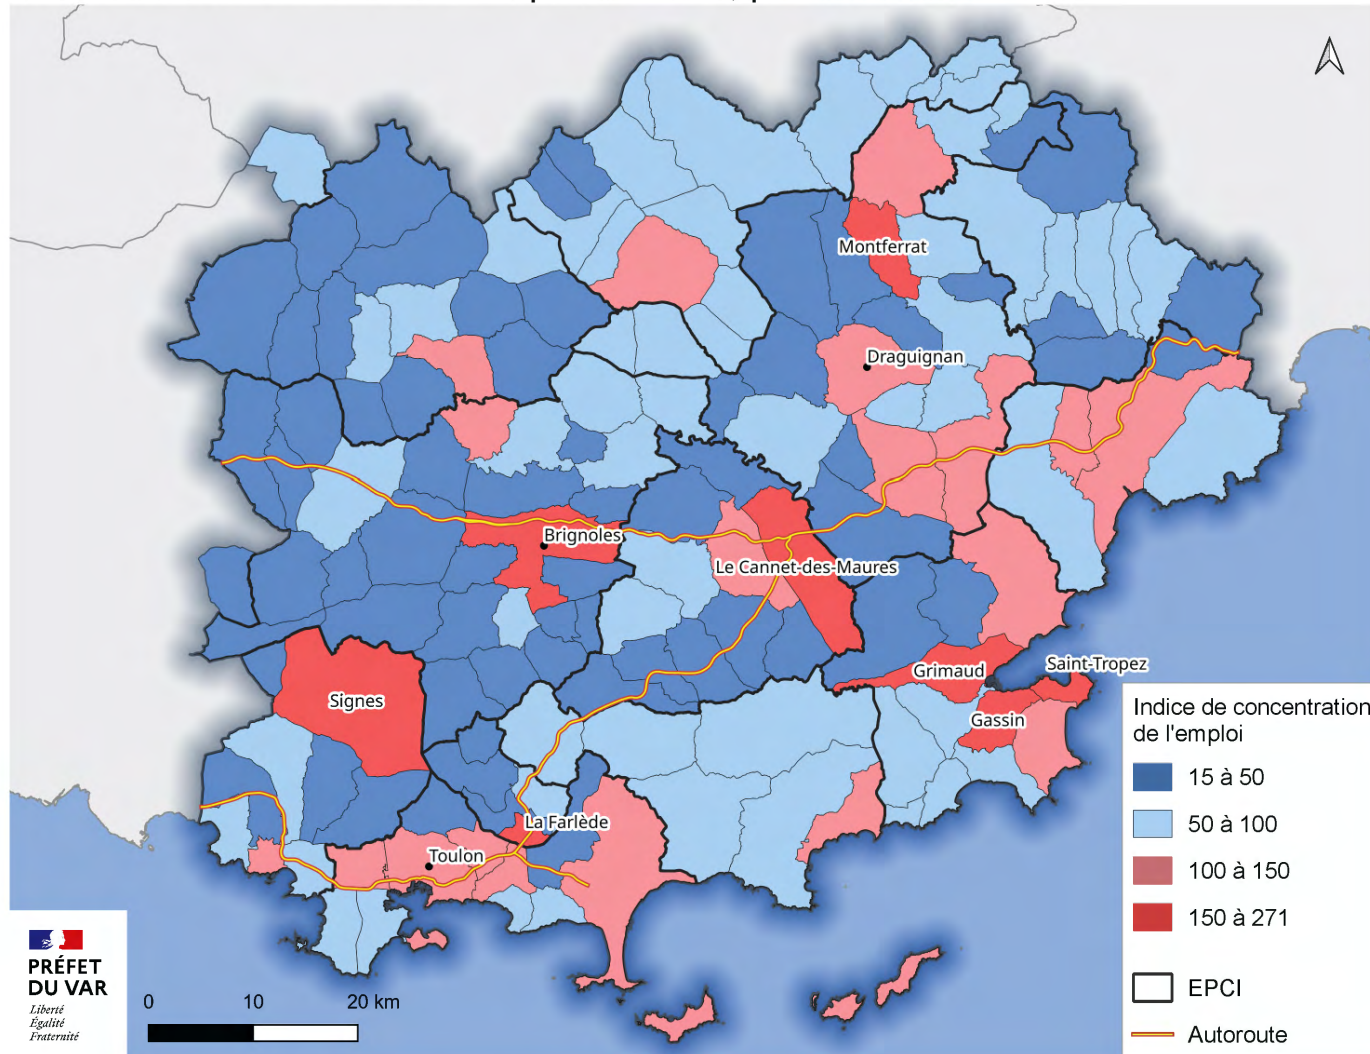 Montferrat
Draguignan
Brignoles
Le Cannet-des-Maures
Saint-Tropez
Grimaud
Signes
Gassin
La Farlède
Toulon
Indice de concentration
de l'emploi
15 à 50
50 à 100
100 à 150
150 à 271
EPCI
Autoroute
PRÉFET
DU VAR
Liberté
Égalité
Fraternité
0 10 20 km